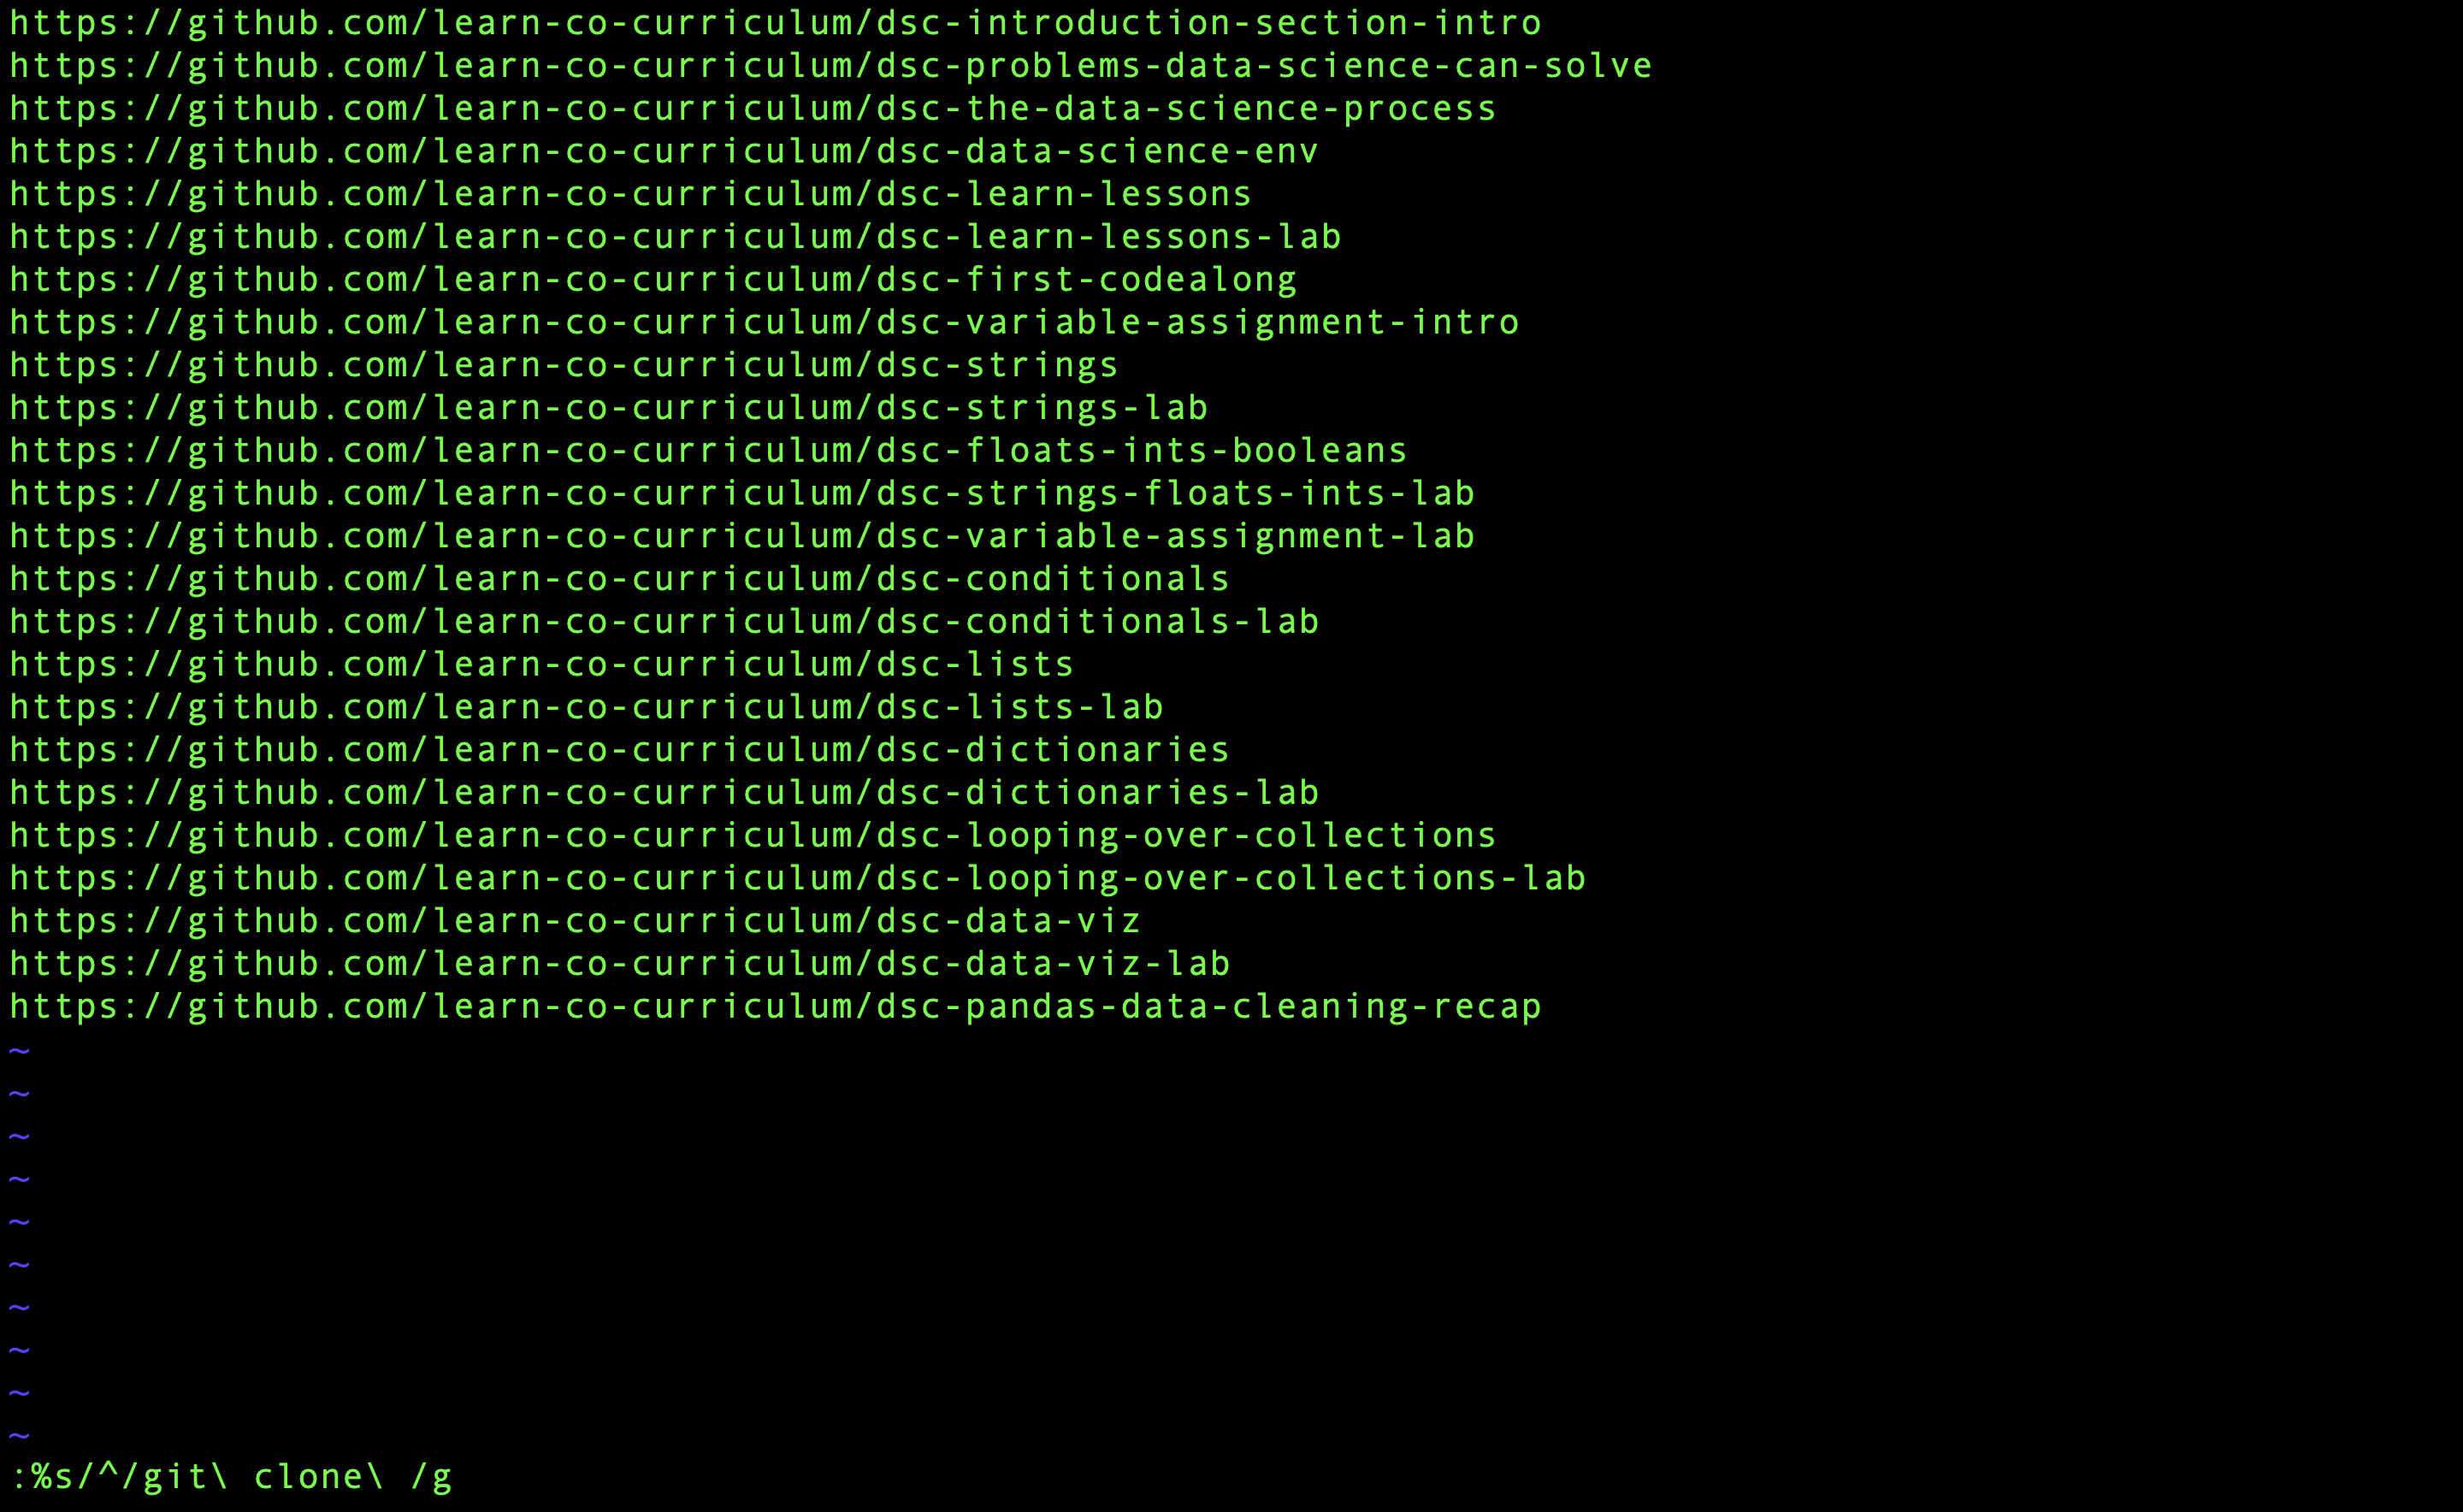 https://github.com/learn-co-curriculum/dsc-introduction-section-intro
https://github.com/learn-co-curriculum/dsc-problems-data-science-can-solve
https://github.com/learn-co-curriculum/dsc-the-data-science-process
https://github.com/learn-co-curriculum/dsc-data-science-env
https://github.com/learn-co-curriculum/dsc-learn-lessons
https://github.com/learn-co-curriculum/dsc-learn-lessons-lab
https://github.com/learn-co-curriculum/dsc-first-codealong
https://github.com/learn-co-curriculum/dsc-variable-assignment-intro
https://github.com/learn-co-curriculum/dsc-strings
https://github.com/learn-co-curriculum/dsc-strings-lab
https://github.com/learn-co-curriculum/dsc-floats-ints-booleans
https://github.com/learn-co-curriculum/dsc-strings-floats-ints-lab
https://github.com/learn-co-curriculum/dsc-variable-assignment-lab
https://github.com/learn-co-curriculum/dsc-conditionals
https://github.com/learn-co-curriculum/dsc-conditionals-lab
https://github.com/learn-co-curriculum/dsc-lists
https://github.com/learn-co-curriculum/dsc-lists-lab
https://github.com/learn-co-curriculum/dsc-dictionaries
https://github.com/learn-co-curriculum/dsc-dictionaries-lab
https://github.com/learn-co-curriculum/dsc-looping-over-collections
https://github.com/learn-co-curriculum/dsc-looping-over-collections-lab
https://github.com/learn-co-curriculum/dsc-data-viz
https://github.com/learn-co-curriculum/dsc-data-viz-lab
https://github.com/learn-co-curriculum/dsc-pandas-data-cleaning-recap
~
~
~
~
~
~
~
~
~
~
:%s/^/git\ clone\ /g